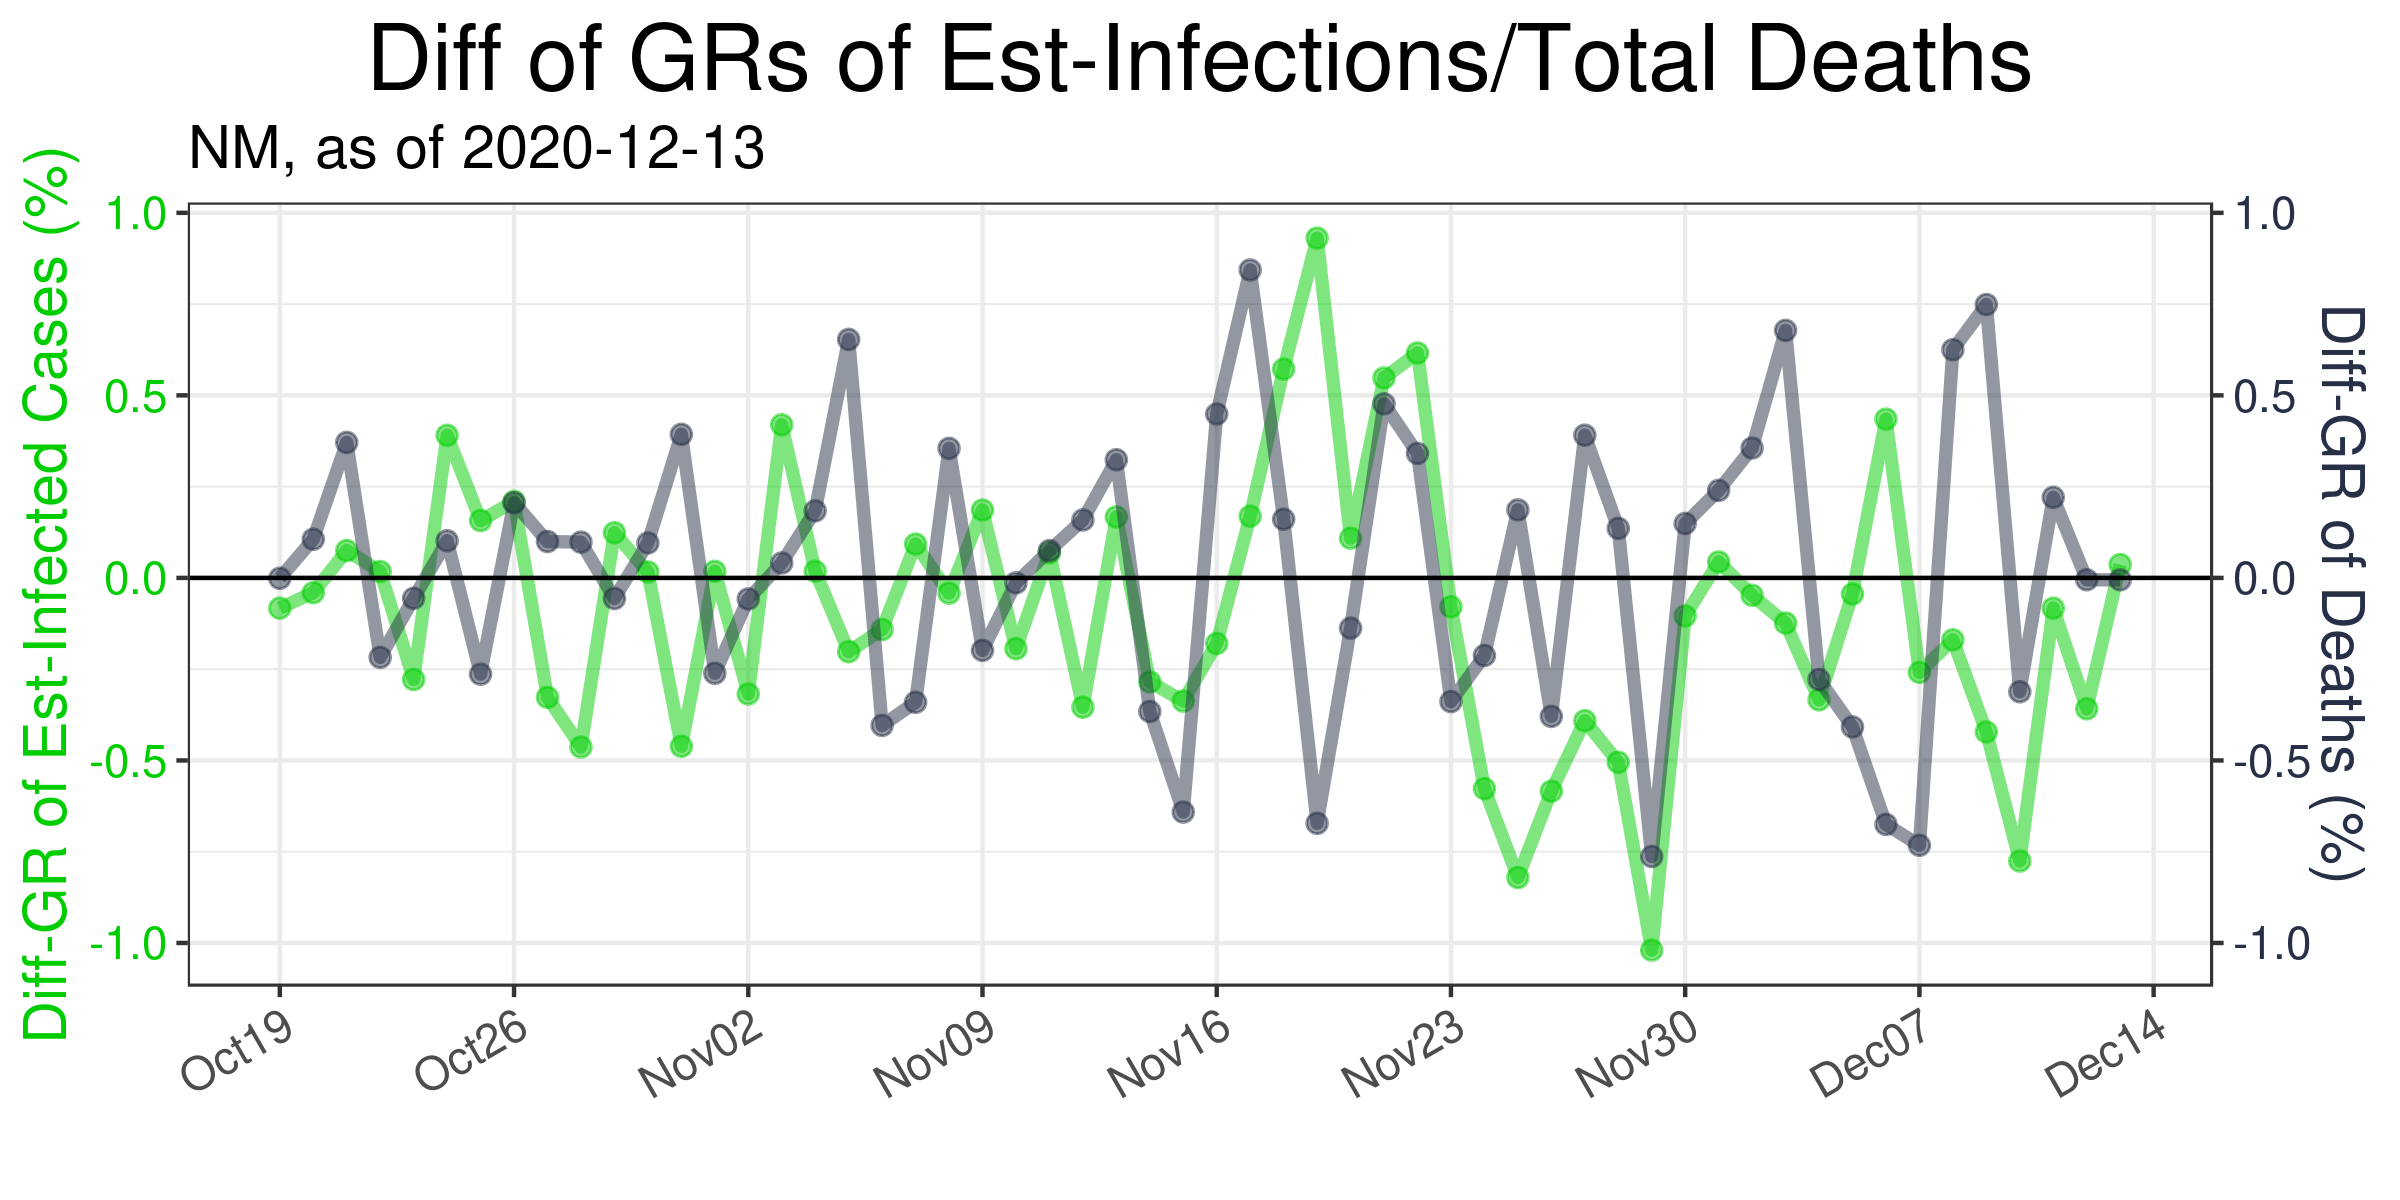 Diff of GRs of Est-Infections/Total Deaths
NM, as of 2020-12-13
Diff-GR of Est-Infected Cases (%)
1.0
0.5
0.0
-0.5
-1.0
1.0
0.5
0.0
-0.5
-1.0
Diff-GR of Deaths (%)
Oct19
Oct26
Nov02
Nov09
Nov16
Nov23
Nov30
Dec07
Dec14